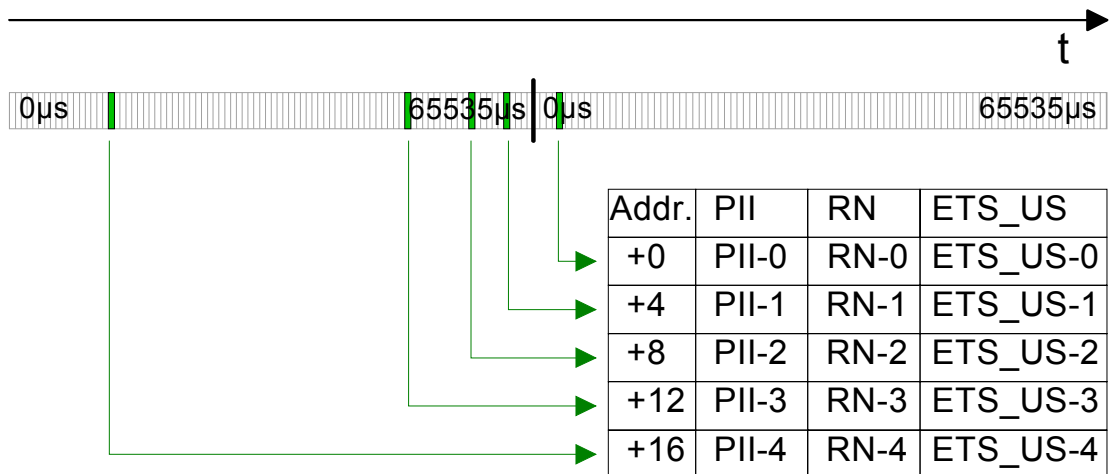 t
0µs 65535µs 0µs 65535µs
Addr. PII RN ETS_US
+0 PII-0 RN-0 ETS_US-0
+4 PII-1 RN-1 ETS_US-1
+8 PII-2 RN-2 ETS_US-2
+12 PII-3 RN-3 ETS_US-3
+16 PII-4 RN-4 ETS_US-4